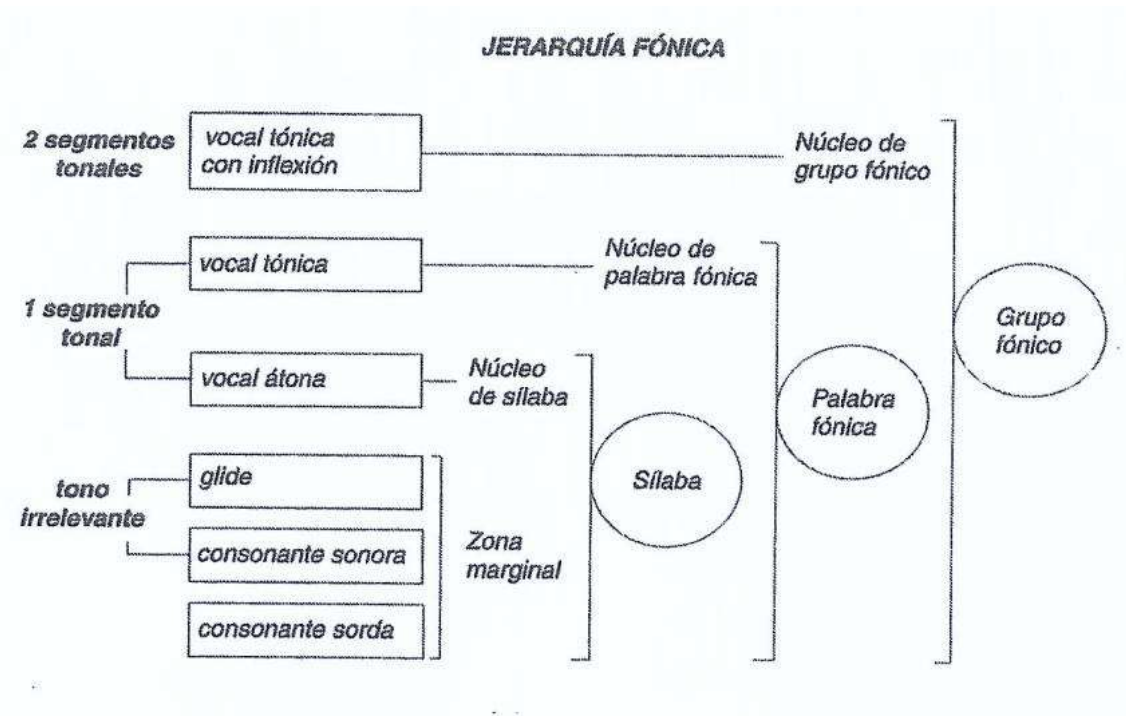 JERARQUÍA FÓNICA
2 segmentos
tonales
vocal tónica
con inflexión
Núcleo de
grupo fónico
1 segmento
tonal
vocal tónica
Núcleo de
palabra fónica
vocal átona
Núcleo
de sílaba
tono
irrelevante
glide
consonante sonora
consonante sorda
Zona
marginal
Sílaba
Palabra
fónica
Grupo
fónico